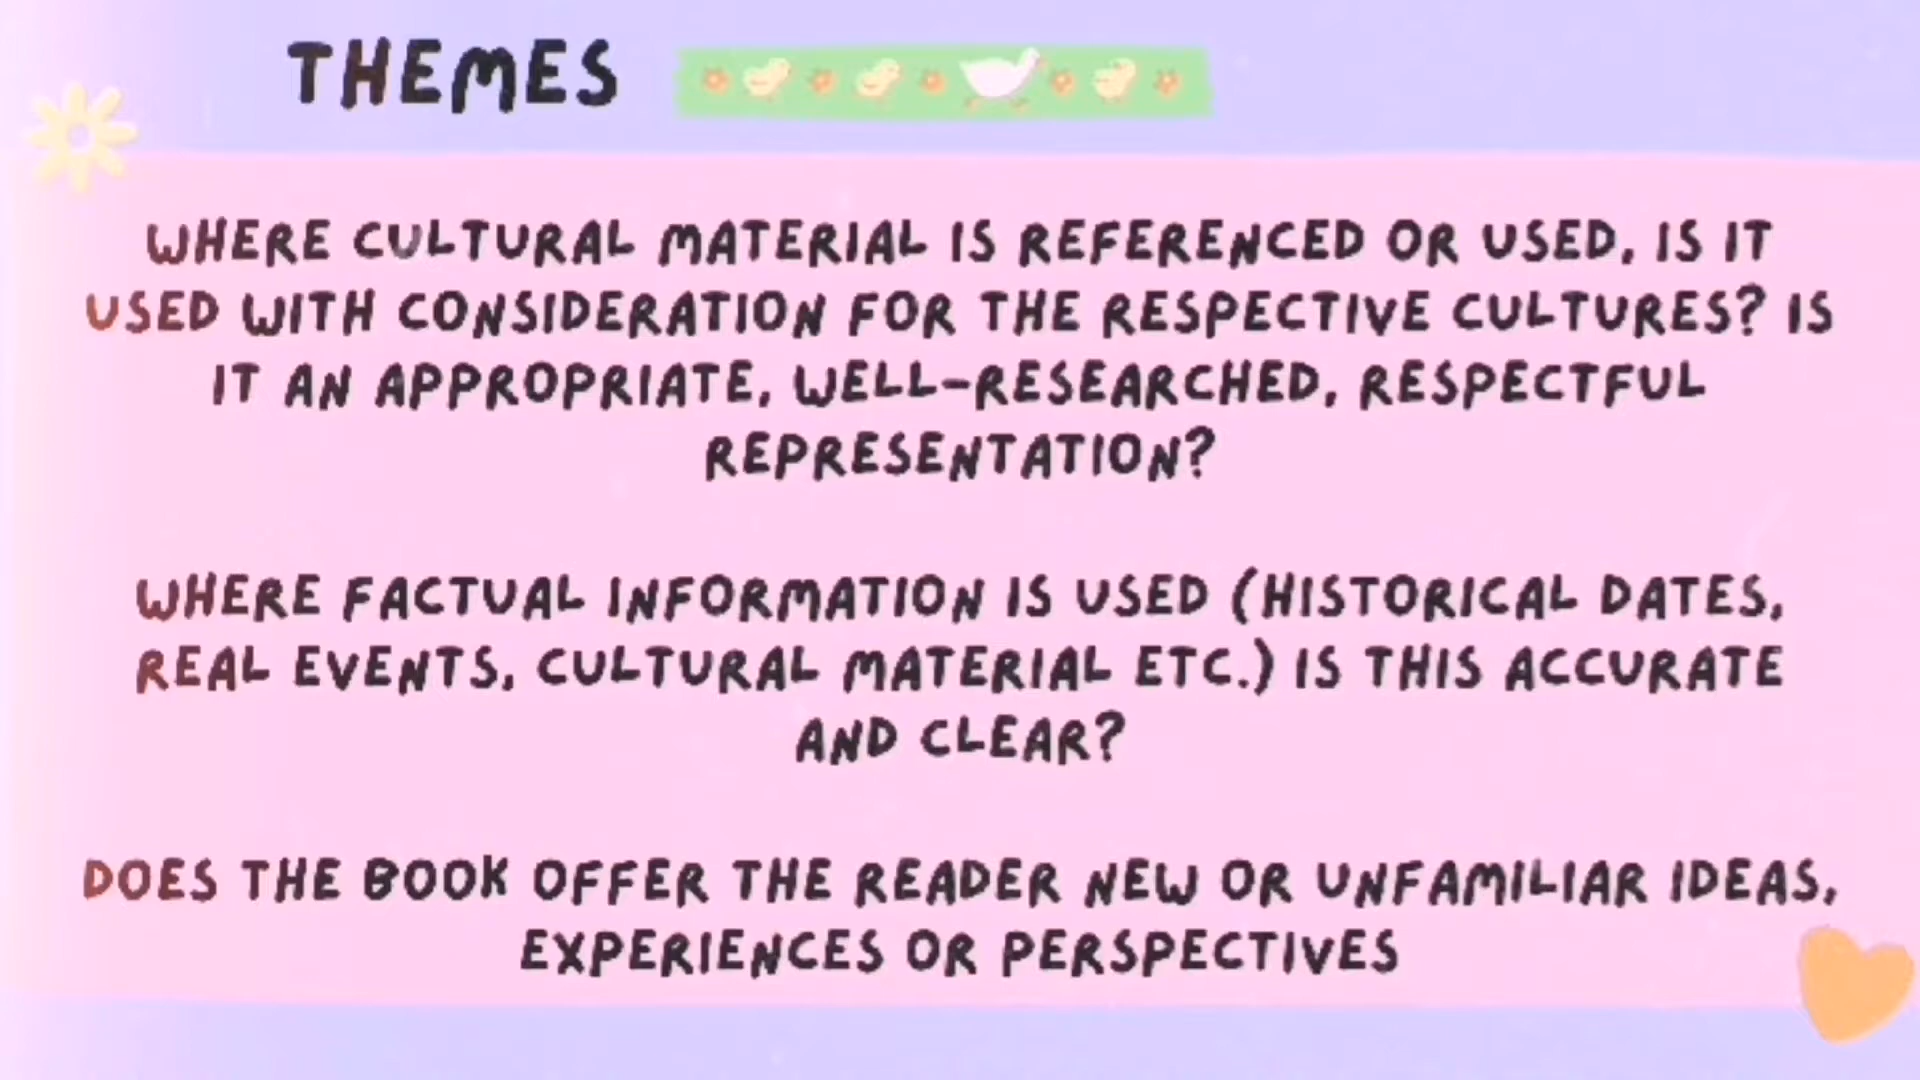 THEMES
WHERE CULTURAL MATERIAL IS REFERENCED OR USED, IS IT
USED WITH CONSIDERATION FOR THE RESPECTIVE CULTURES? IS
IT AN APPROPRIATE, WELL-RESEARCHED, RESPECTFUL
REPRESENTATION?
WHERE FACTUAL INFORMATION IS USED (HISTORICAL DATES,
REAL EVENTS, CULTURAL MATERIAL ETC.) IS THIS ACCURATE
AND CLEAR?
DOES THE BOOK OFFER THE READER NEW OR UNFAMILIAR IDEAS,
EXPERIENCES OR PERSPECTIVES